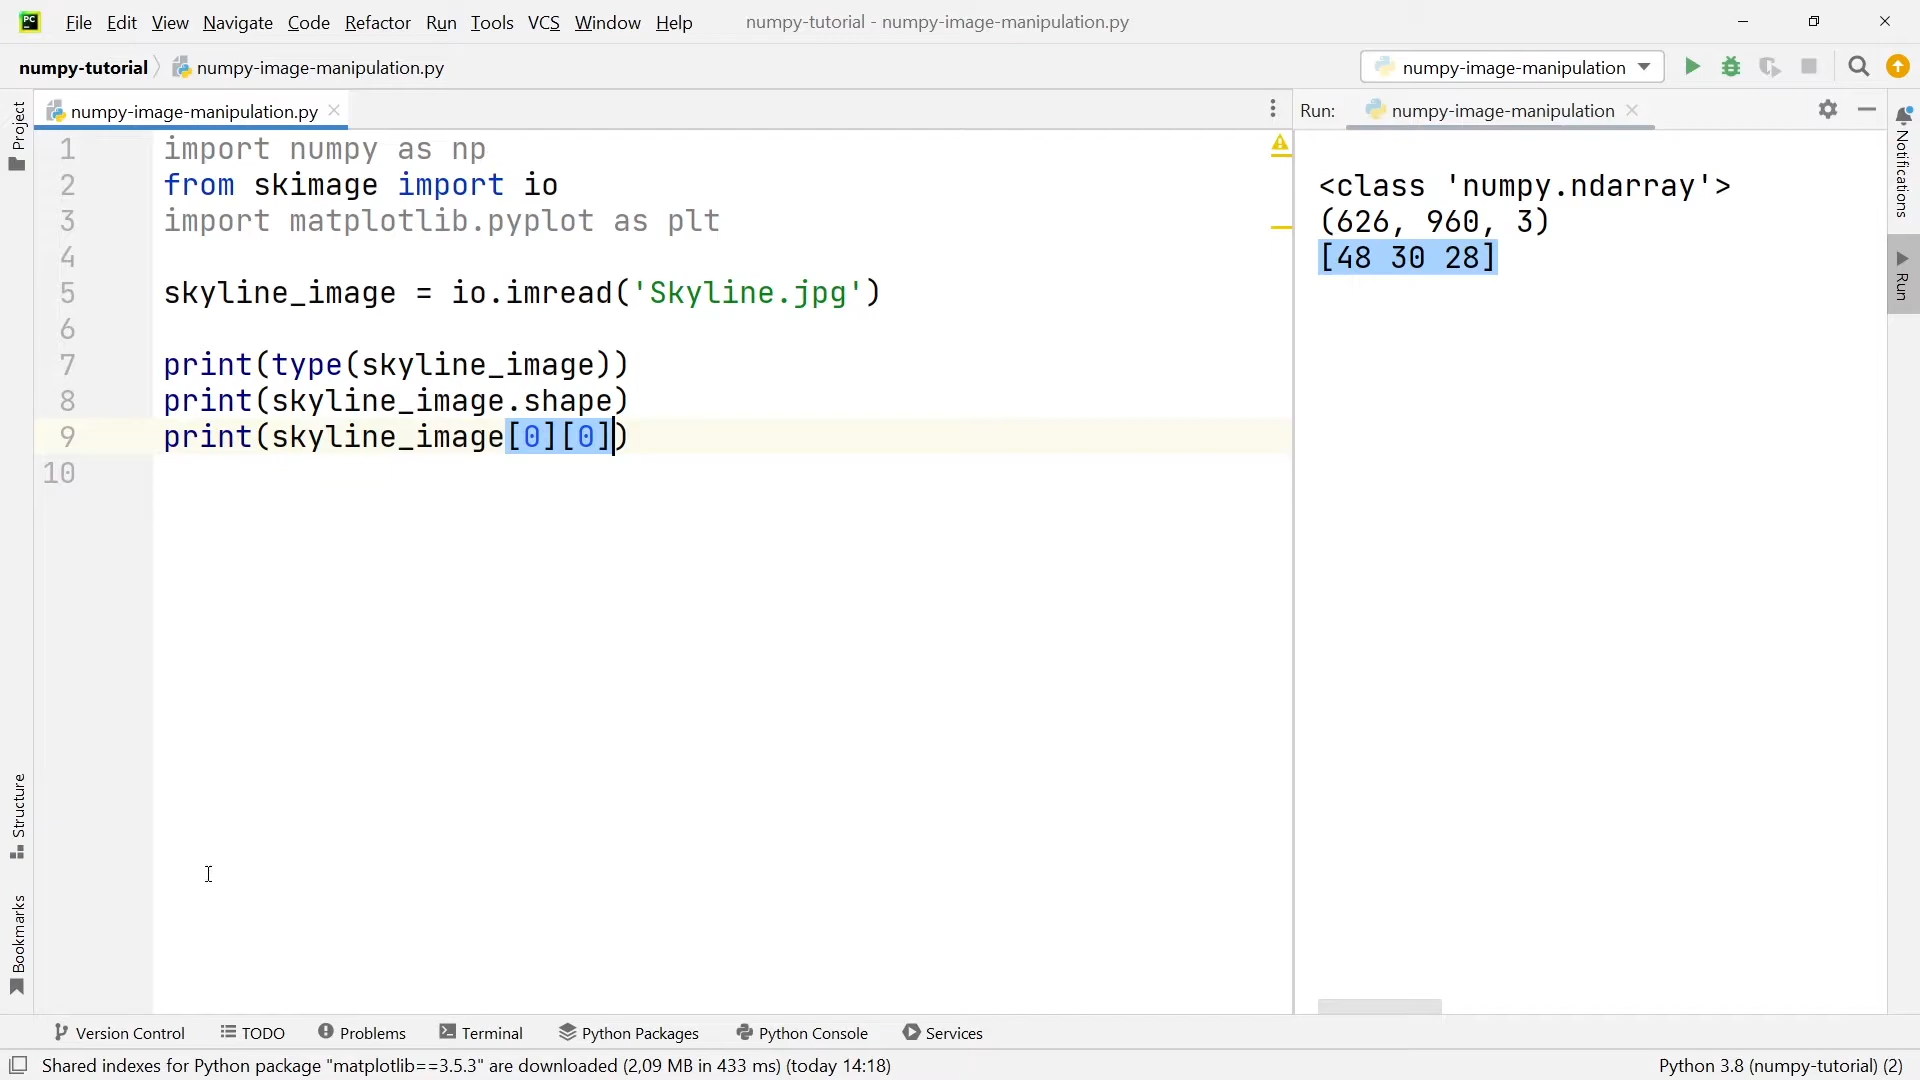 PC File Edit View Navigate Code Refactor Run Tools VCS Window Help numpy-tutorial - numpy-image-manipulation.py
numpy-tutorial numpy-image-manipulation.py numpy-image-manipulation
Project
numpy-image-manipulation.py
Run: numpy-image-manipulation
1 import numpy as np
2 from skimage import io
3 import matplotlib.pyplot as plt
4
5 skyline_image = io.imread('Skyline.jpg')
6
7 print(type(skyline_image))
8 print(skyline_image.shape)
9 print(skyline_image[0][0])
10
<class 'numpy.ndarray'>
(626, 960, 3)
[48 30 28]
Notifications
Run
Structure
Bookmarks
Version Control TODO Problems Terminal Python Packages Python Console Services
Shared indexes for Python package "matplotlib==3.5.3" are downloaded (2,09 MB in 433 ms) (today 14:18) Python 3.8 (numpy-tutorial) (2)